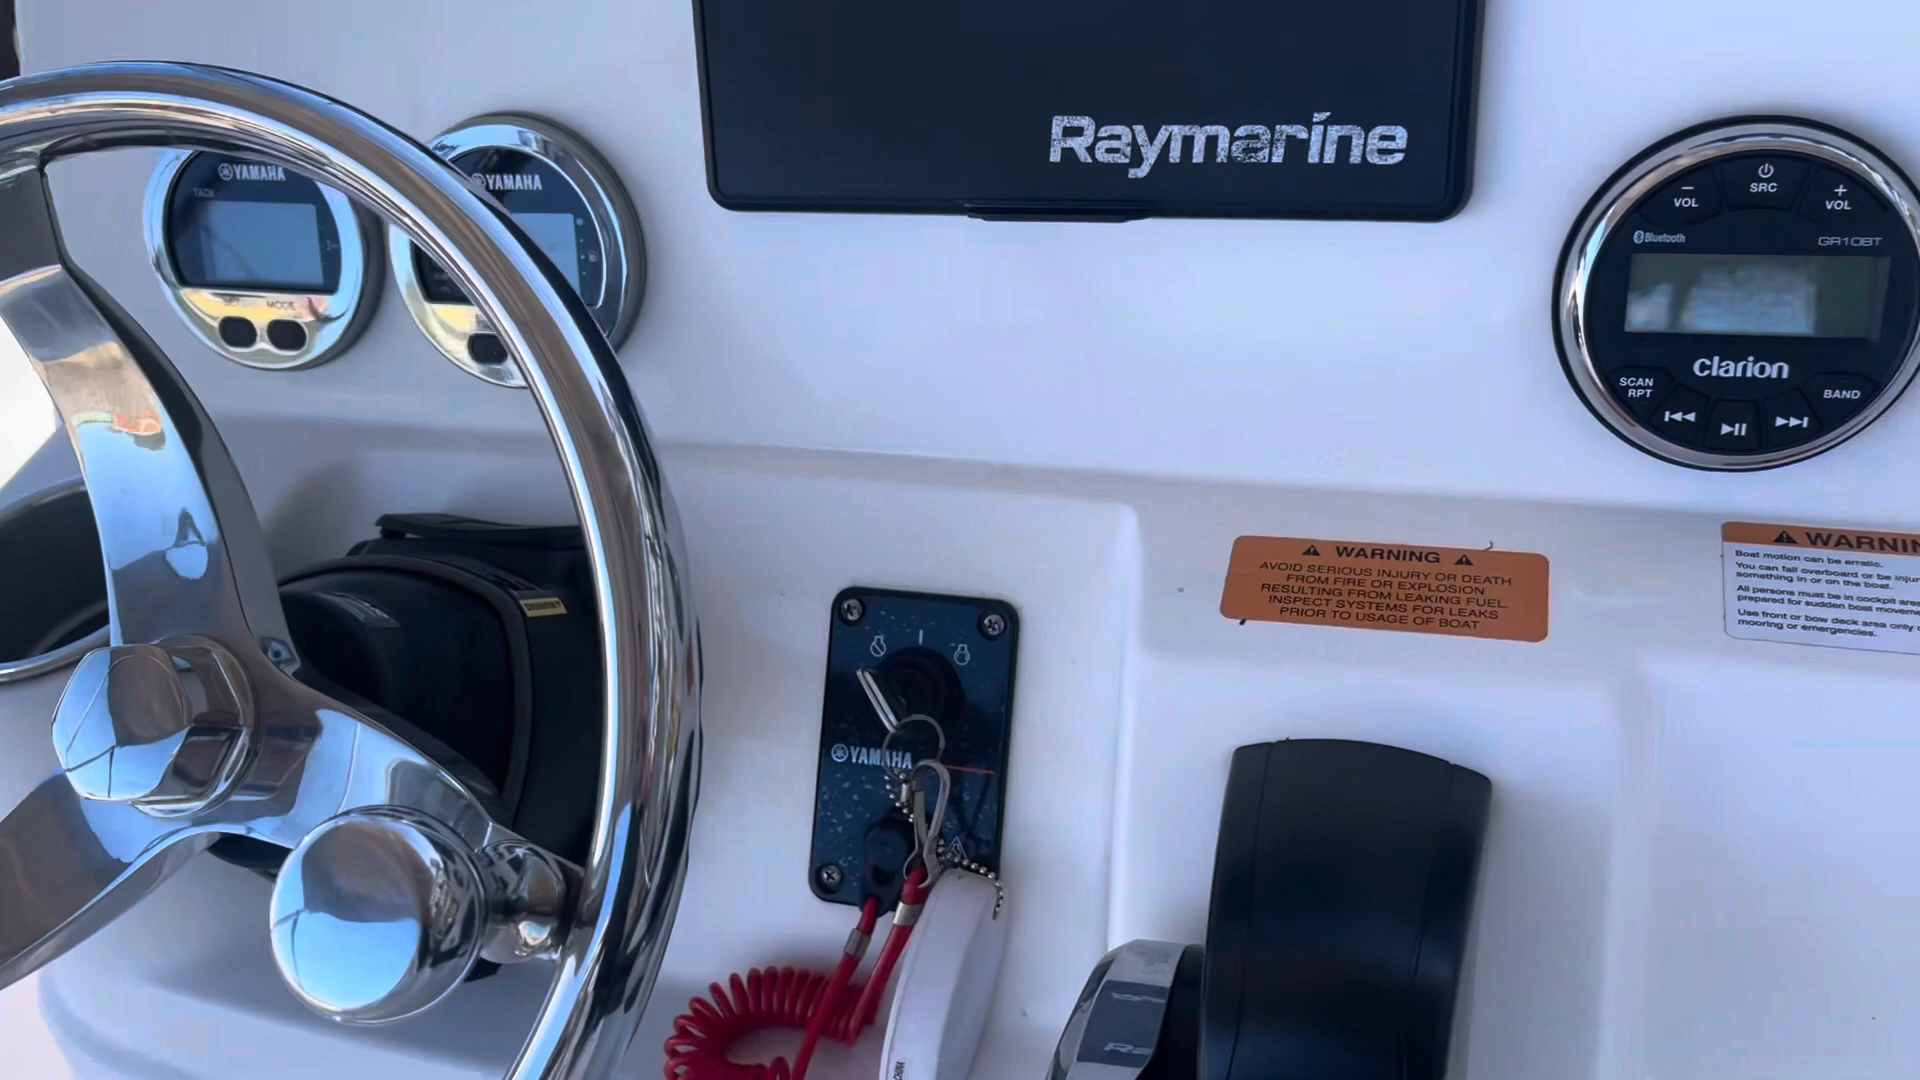 YAMAHA
TACH
SET MODE
YAMAHA
Raymarine
VOL
SRC
VOL
Bluetooth
GR10BT
clarion
SCAN
RPT
BAND
WARNING
AVOID SERIOUS INJURY OR DEATH
FROM FIRE OR EXPLOSION
RESULTING FROM LEAKING FUEL.
INSPECT SYSTEMS FOR LEAKS
PRIOR TO USAGE OF BOAT
WARNIN
Boat motion can be erratic.
You can fall overboard or be injur
something in or on the boat.
All persons must be in cockpit area
prepared for sudden boat moveme
Use front or bow deck area only
mooring or emergencies.
YAMAHA